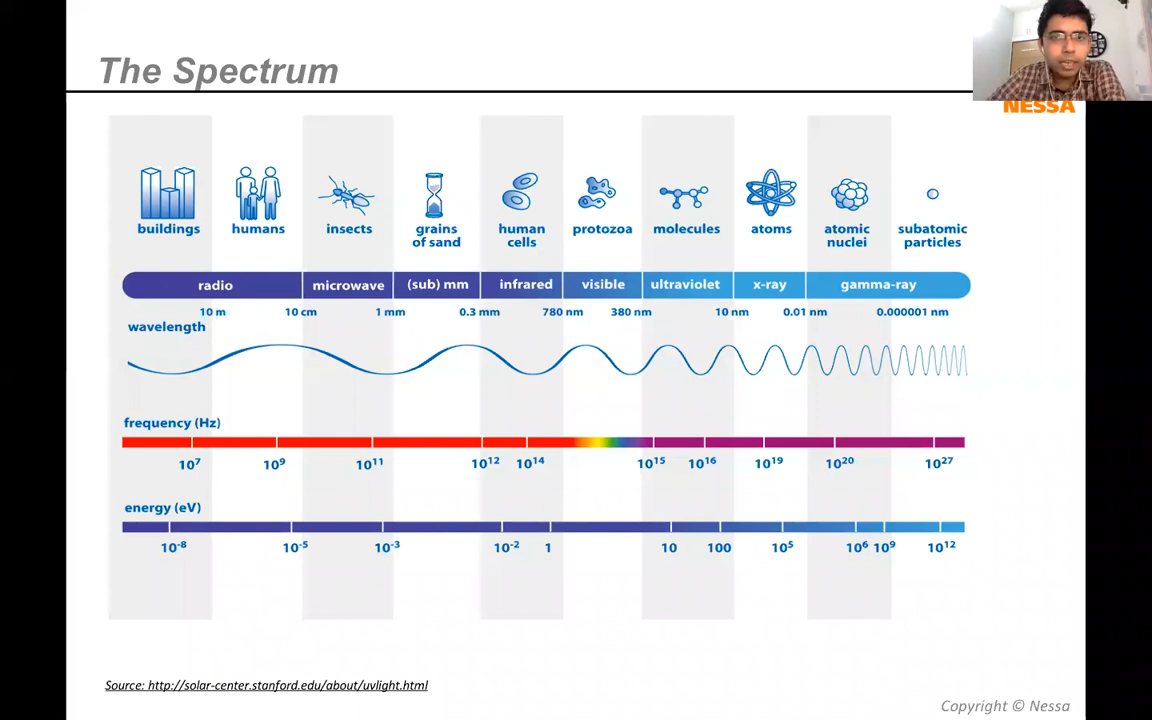 The Spectrum
NESSA
buildings
humans
insects
grains
of sand
human
cells
protozoa
molecules
atoms
atomic
nuclei
subatomic
particles
radio
microwave
(sub) mm
infrared
visible
ultraviolet
x-ray
gamma-ray
10 m
10 cm
1 mm
0.3 mm
780 nm
380 nm
10 nm
0.01 nm
0.000001 nm
wavelength
frequency (Hz)
10⁷ 10⁹ 10¹¹ 10¹² 10¹⁴ 10¹⁵ 10¹⁶ 10¹⁹ 10²⁰ 10²⁷
energy (eV)
10⁻⁸ 10⁻⁵ 10⁻³ 10⁻² 1 10 100 10⁵ 10⁶ 10⁹ 10¹²
Source: http://solar-center.stanford.edu/about/uvlight.html
Copyright © Nessa